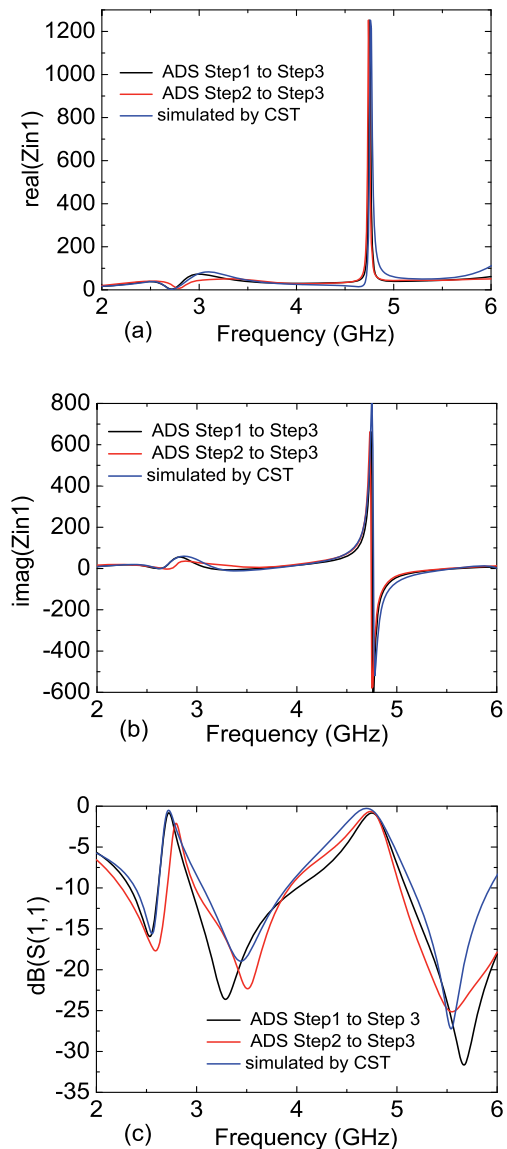 1200
1000
800
600
400
200
0
real(Zin1)
ADS Step1 to Step3
ADS Step2 to Step3
simulated by CST
2 3 4 5 6
(a) Frequency (GHz)
800
600
400
200
0
-200
-400
-600
imag(Zin1)
ADS Step1 to Step3
ADS Step2 to Step3
simulated by CST
2 3 4 5 6
(b) Frequency (GHz)
0
-5
-10
-15
-20
-25
-30
-35
dB(S(1,1)
ADS Step1 to Step 3
ADS Step2 to Step3
simulated by CST
2 3 4 5 6
(c) Frequency (GHz)